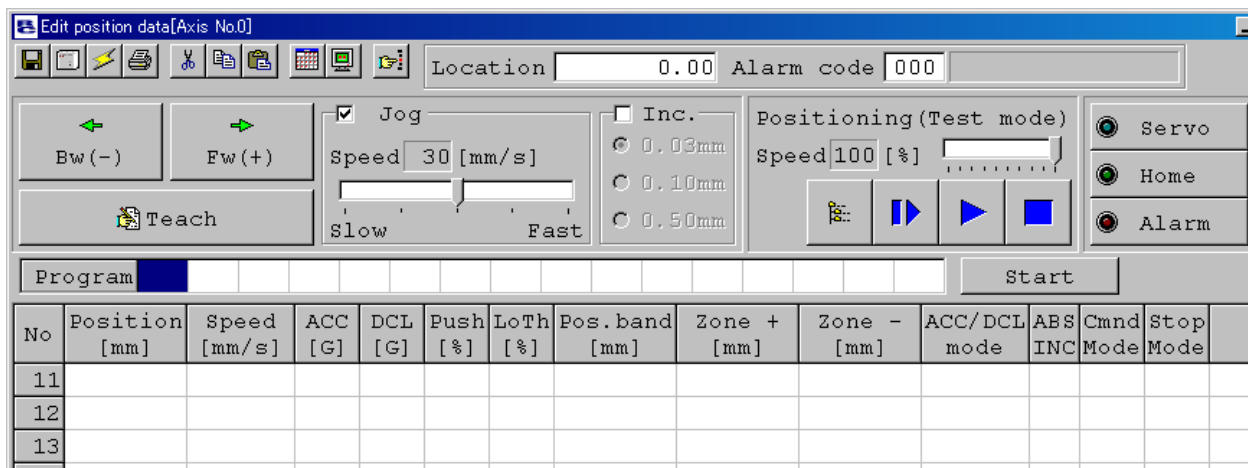 Edit position data[Axis No.0]
Location 0.00 Alarm code 000
Bw(-) Fw(+)
Teach
Jog
Speed 30 [mm/s]
Slow Fast
Inc.
0.03mm
0.10mm
0.50mm
Positioning(Test mode)
Speed 100 [%]
Servo
Home
Alarm
Program Start
No Position [mm] Speed [mm/s] ACC [G] DCL [G] Push [%] LoTh [%] Pos.band [mm] Zone + [mm] Zone - [mm] ACC/DCL mode ABS INC Cmnd Mode Stop Mode
11
12
13